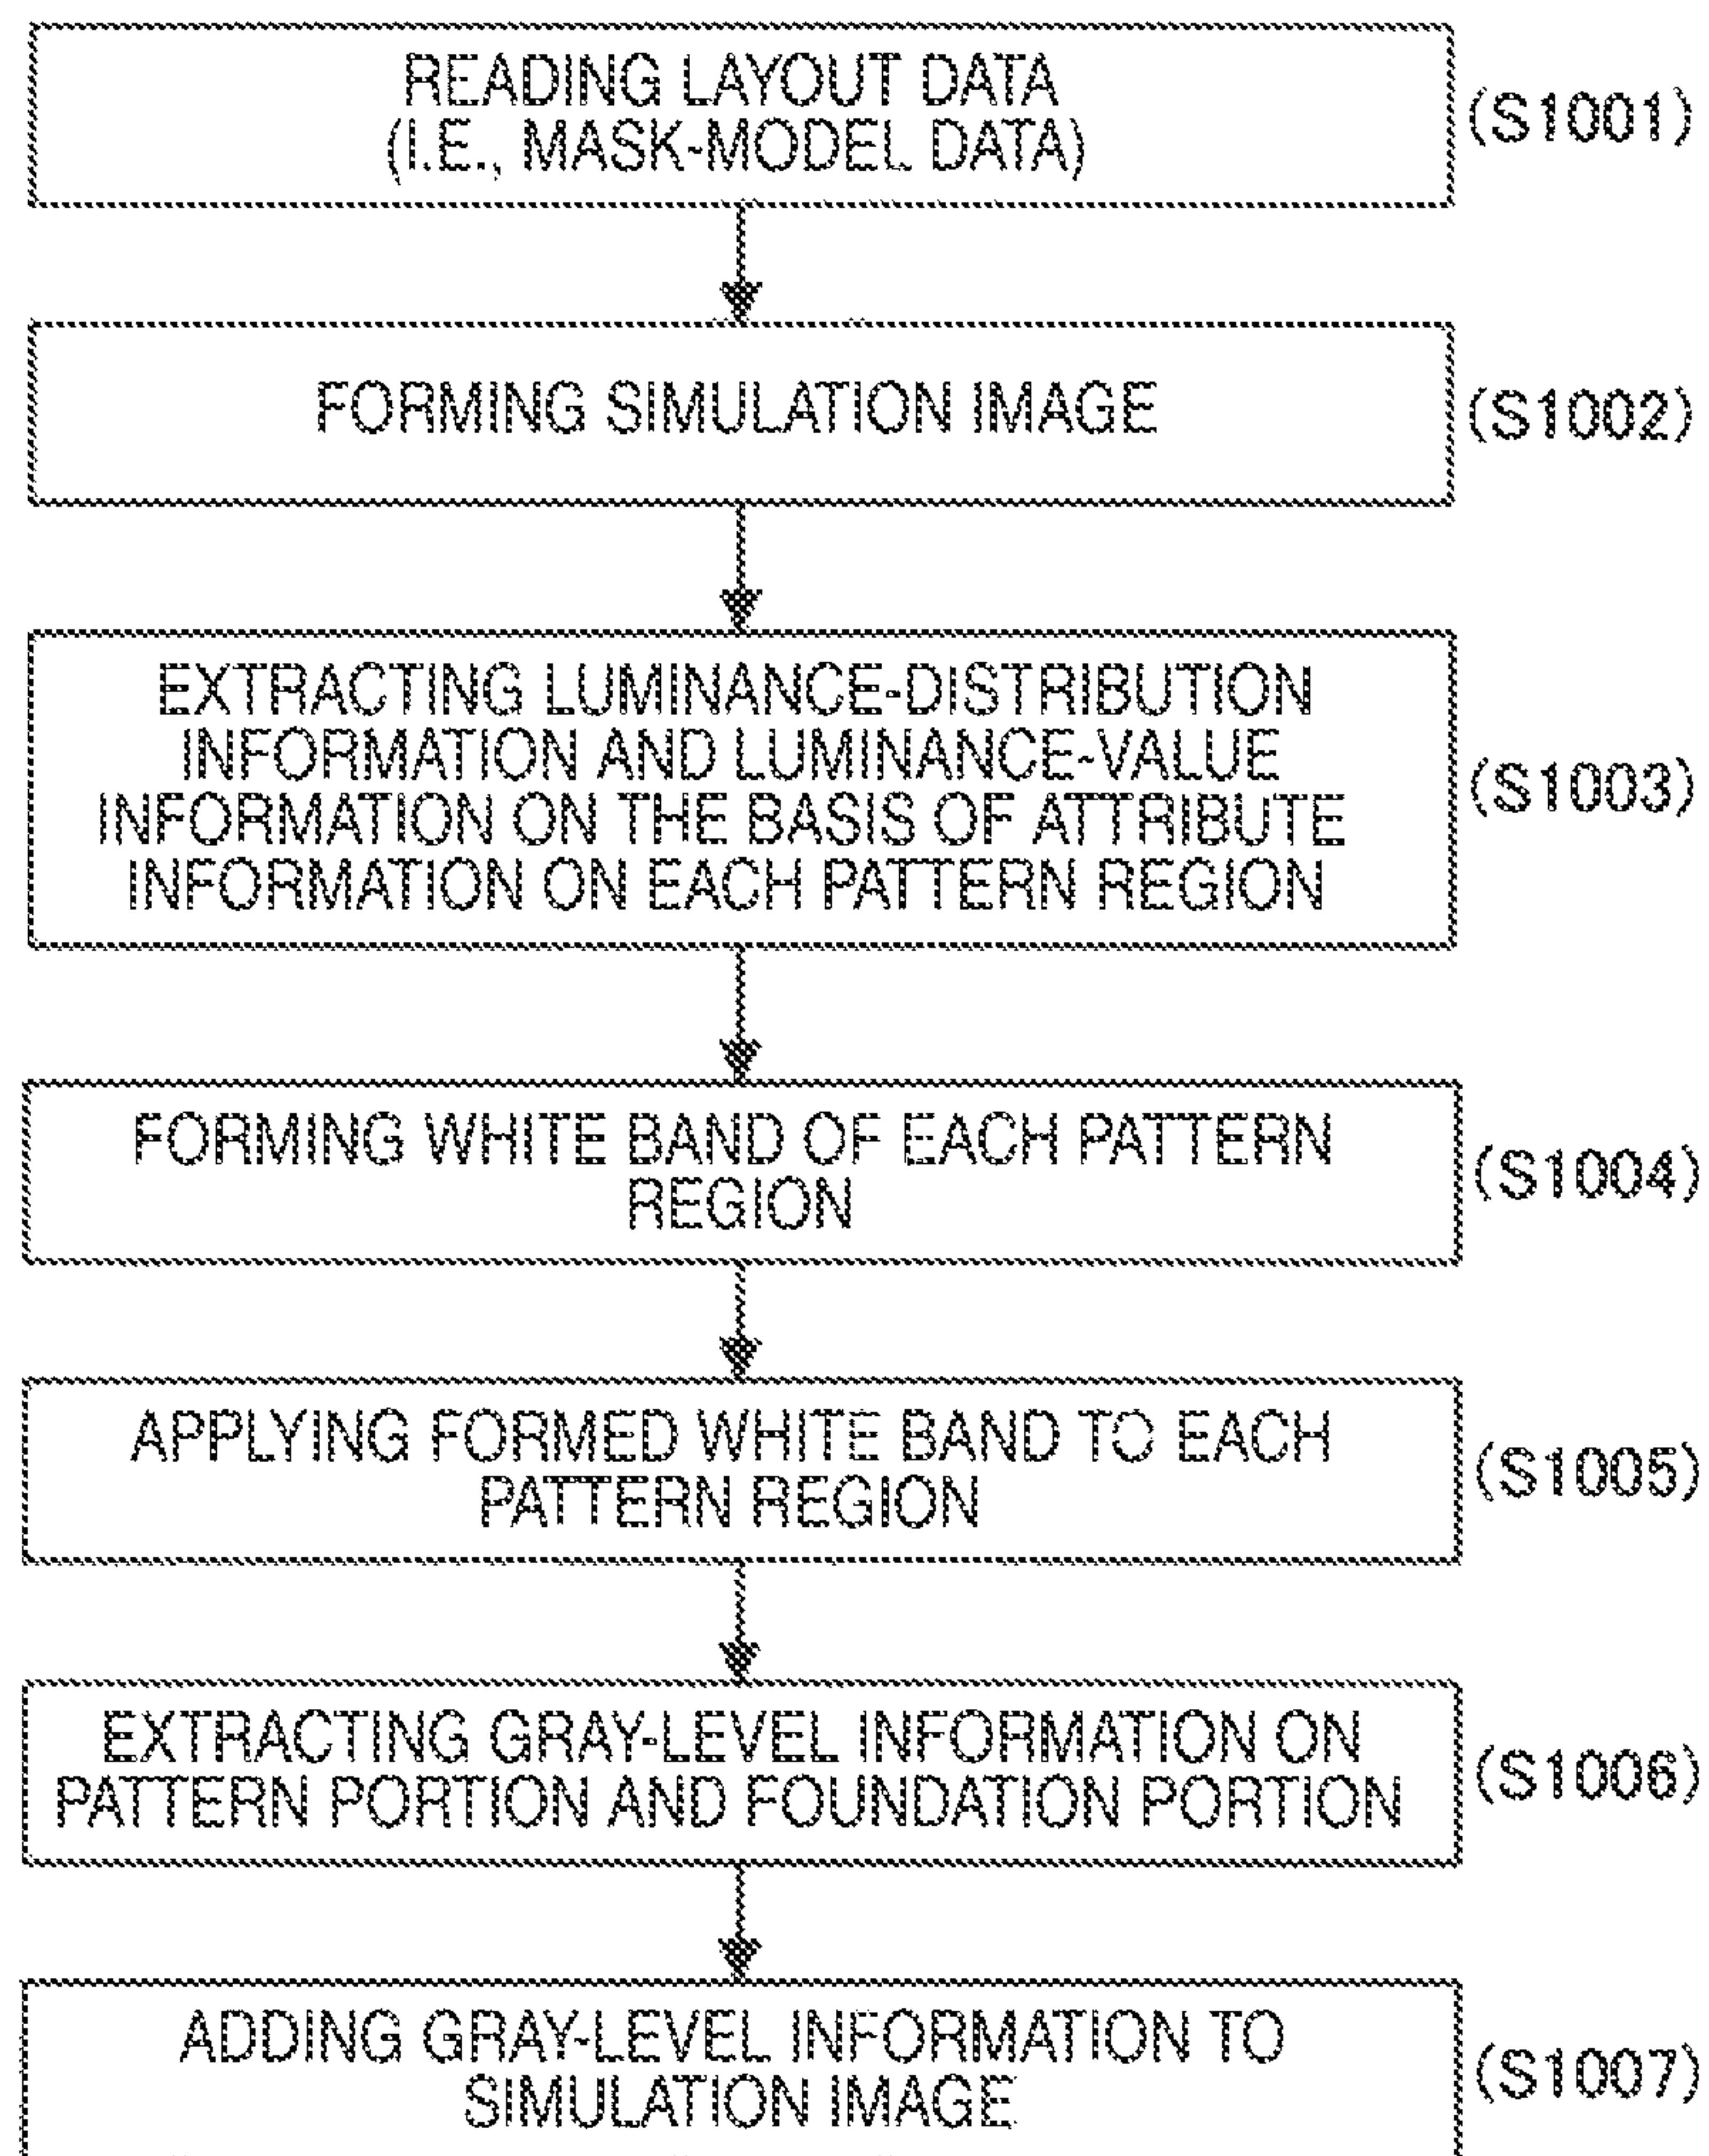 READING LAYOUT DATA
(I.E., MASK-MODEL DATA)
(S1001)
FORMING SIMULATION IMAGE
(S1002)
EXTRACTING LUMINANCE-DISTRIBUTION
INFORMATION AND LUMINANCE-VALUE
INFORMATION ON THE BASIS OF ATTRIBUTE
INFORMATION ON EACH PATTERN REGION
(S1003)
FORMING WHITE BAND OF EACH PATTERN
REGION
(S1004)
APPLYING FORMED WHITE BAND TO EACH
PATTERN REGION
(S1005)
EXTRACTING GRAY-LEVEL INFORMATION ON
PATTERN PORTION AND FOUNDATION PORTION
(S1006)
ADDING GRAY-LEVEL INFORMATION TO
SIMULATION IMAGE
(S1007)